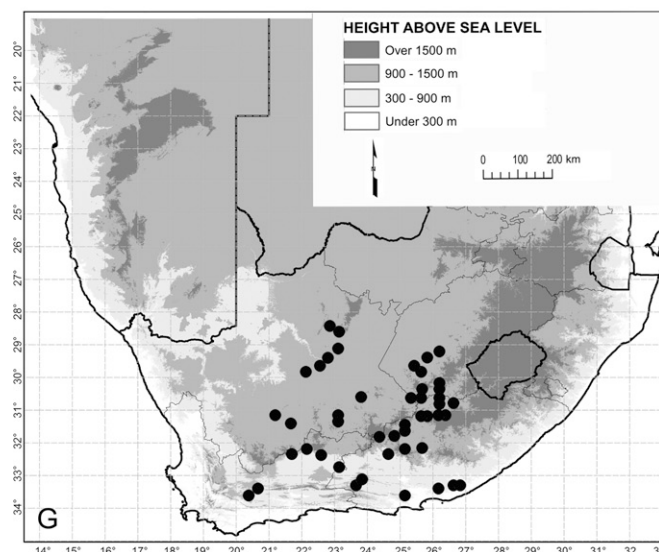 HEIGHT ABOVE SEA LEVEL
Over 1500 m
900 - 1500 m
300 - 900 m
Under 300 m
N
0 100 200 km
20°
21°
22°
23°
24°
25°
26°
27°
28°
29°
30°
31°
32°
33°
34°
G
14° 15° 16° 17° 18° 19° 20° 21° 22° 23° 24° 25° 26° 27° 28° 29° 30° 31° 32° 33°